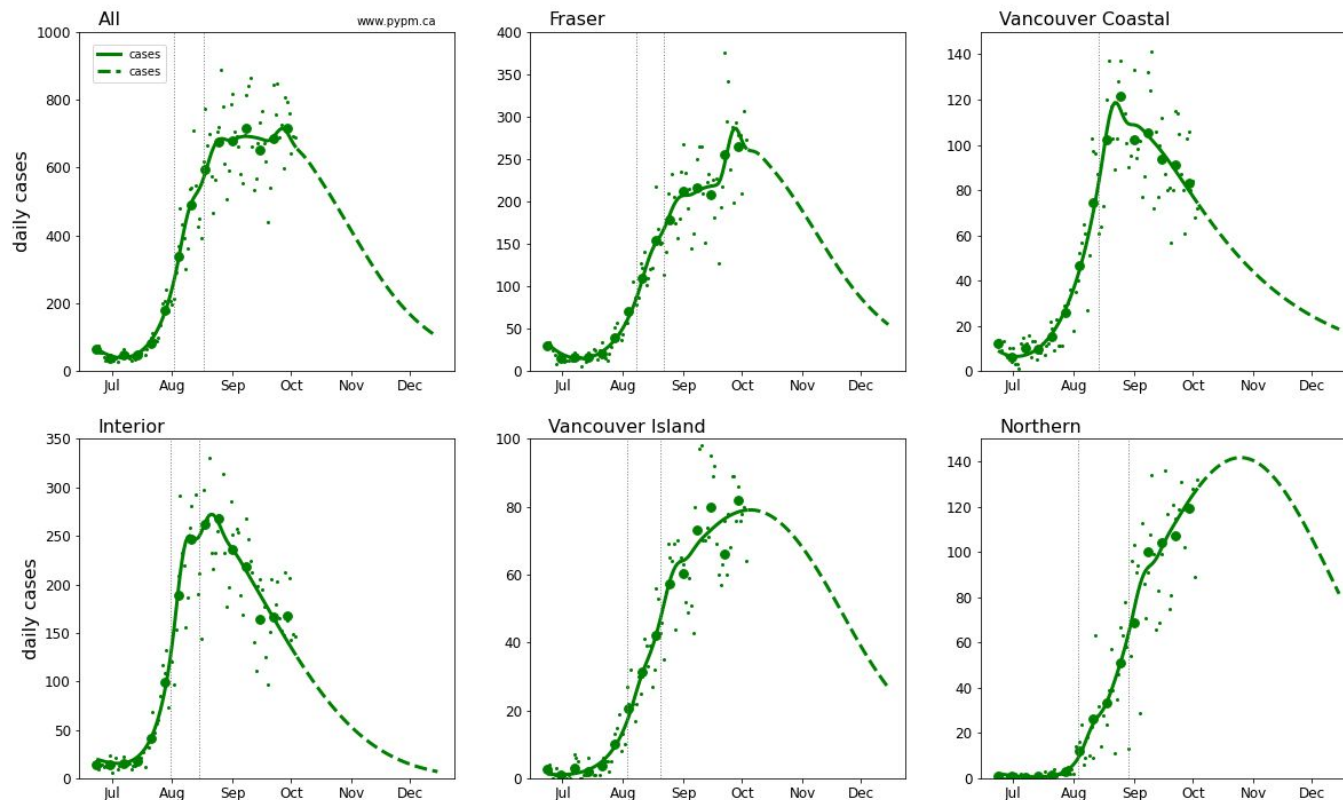 All
www.pypm.ca
Fraser
Vancouver Coastal
1000
800
600
400
200
0
daily cases
cases
cases
Jul Aug Sep Oct Nov Dec
400
350
300
250
200
150
100
50
0
Jul Aug Sep Oct Nov Dec
140
120
100
80
60
40
20
0
Jul Aug Sep Oct Nov Dec
Interior
Vancouver Island
Northern
350
300
250
200
150
100
50
0
daily cases
Jul Aug Sep Oct Nov Dec
100
80
60
40
20
0
Jul Aug Sep Oct Nov Dec
140
120
100
80
60
40
20
0
Jul Aug Sep Oct Nov Dec